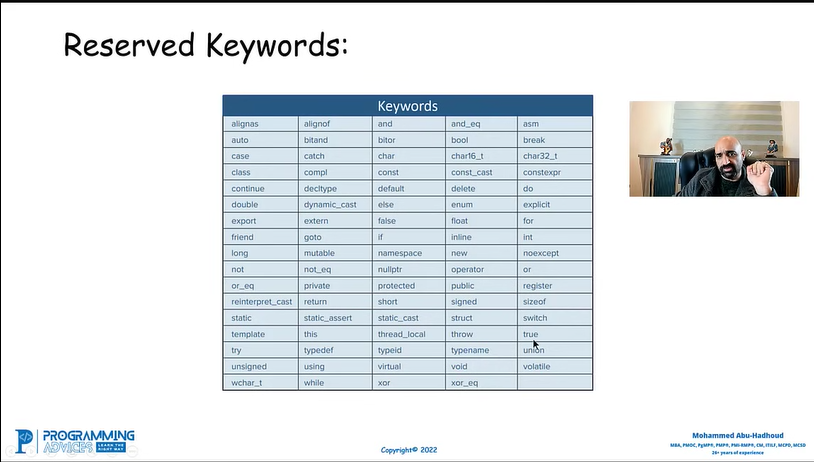 Reserved Keywords:
Keywords
alignas alignof and and_eq asm
auto bitand bitor bool break
case catch char char16_t char32_t
class compl const const_cast constexpr
continue decltype default delete do
double dynamic_cast else enum explicit
export extern false float for
friend goto if inline int
long mutable namespace new noexcept
not not_eq nullptr operator or
or_eq private protected public register
reinterpret_cast return short signed sizeof
static static_assert static_cast struct switch
template this thread_local throw true
try typedef typeid typename union
unsigned using virtual void volatile
wchar_t while xor xor_eq
PROGRAMMING
ADVICES LEARN THE RIGHT WAY
Copyright© 2022
Mohammed Abu-Hadhoud
MBA, PMOC, PgMP®, PMP®, PMI-RMP®, CM, ITILF, MCPD, MCSD
20+ years of experience